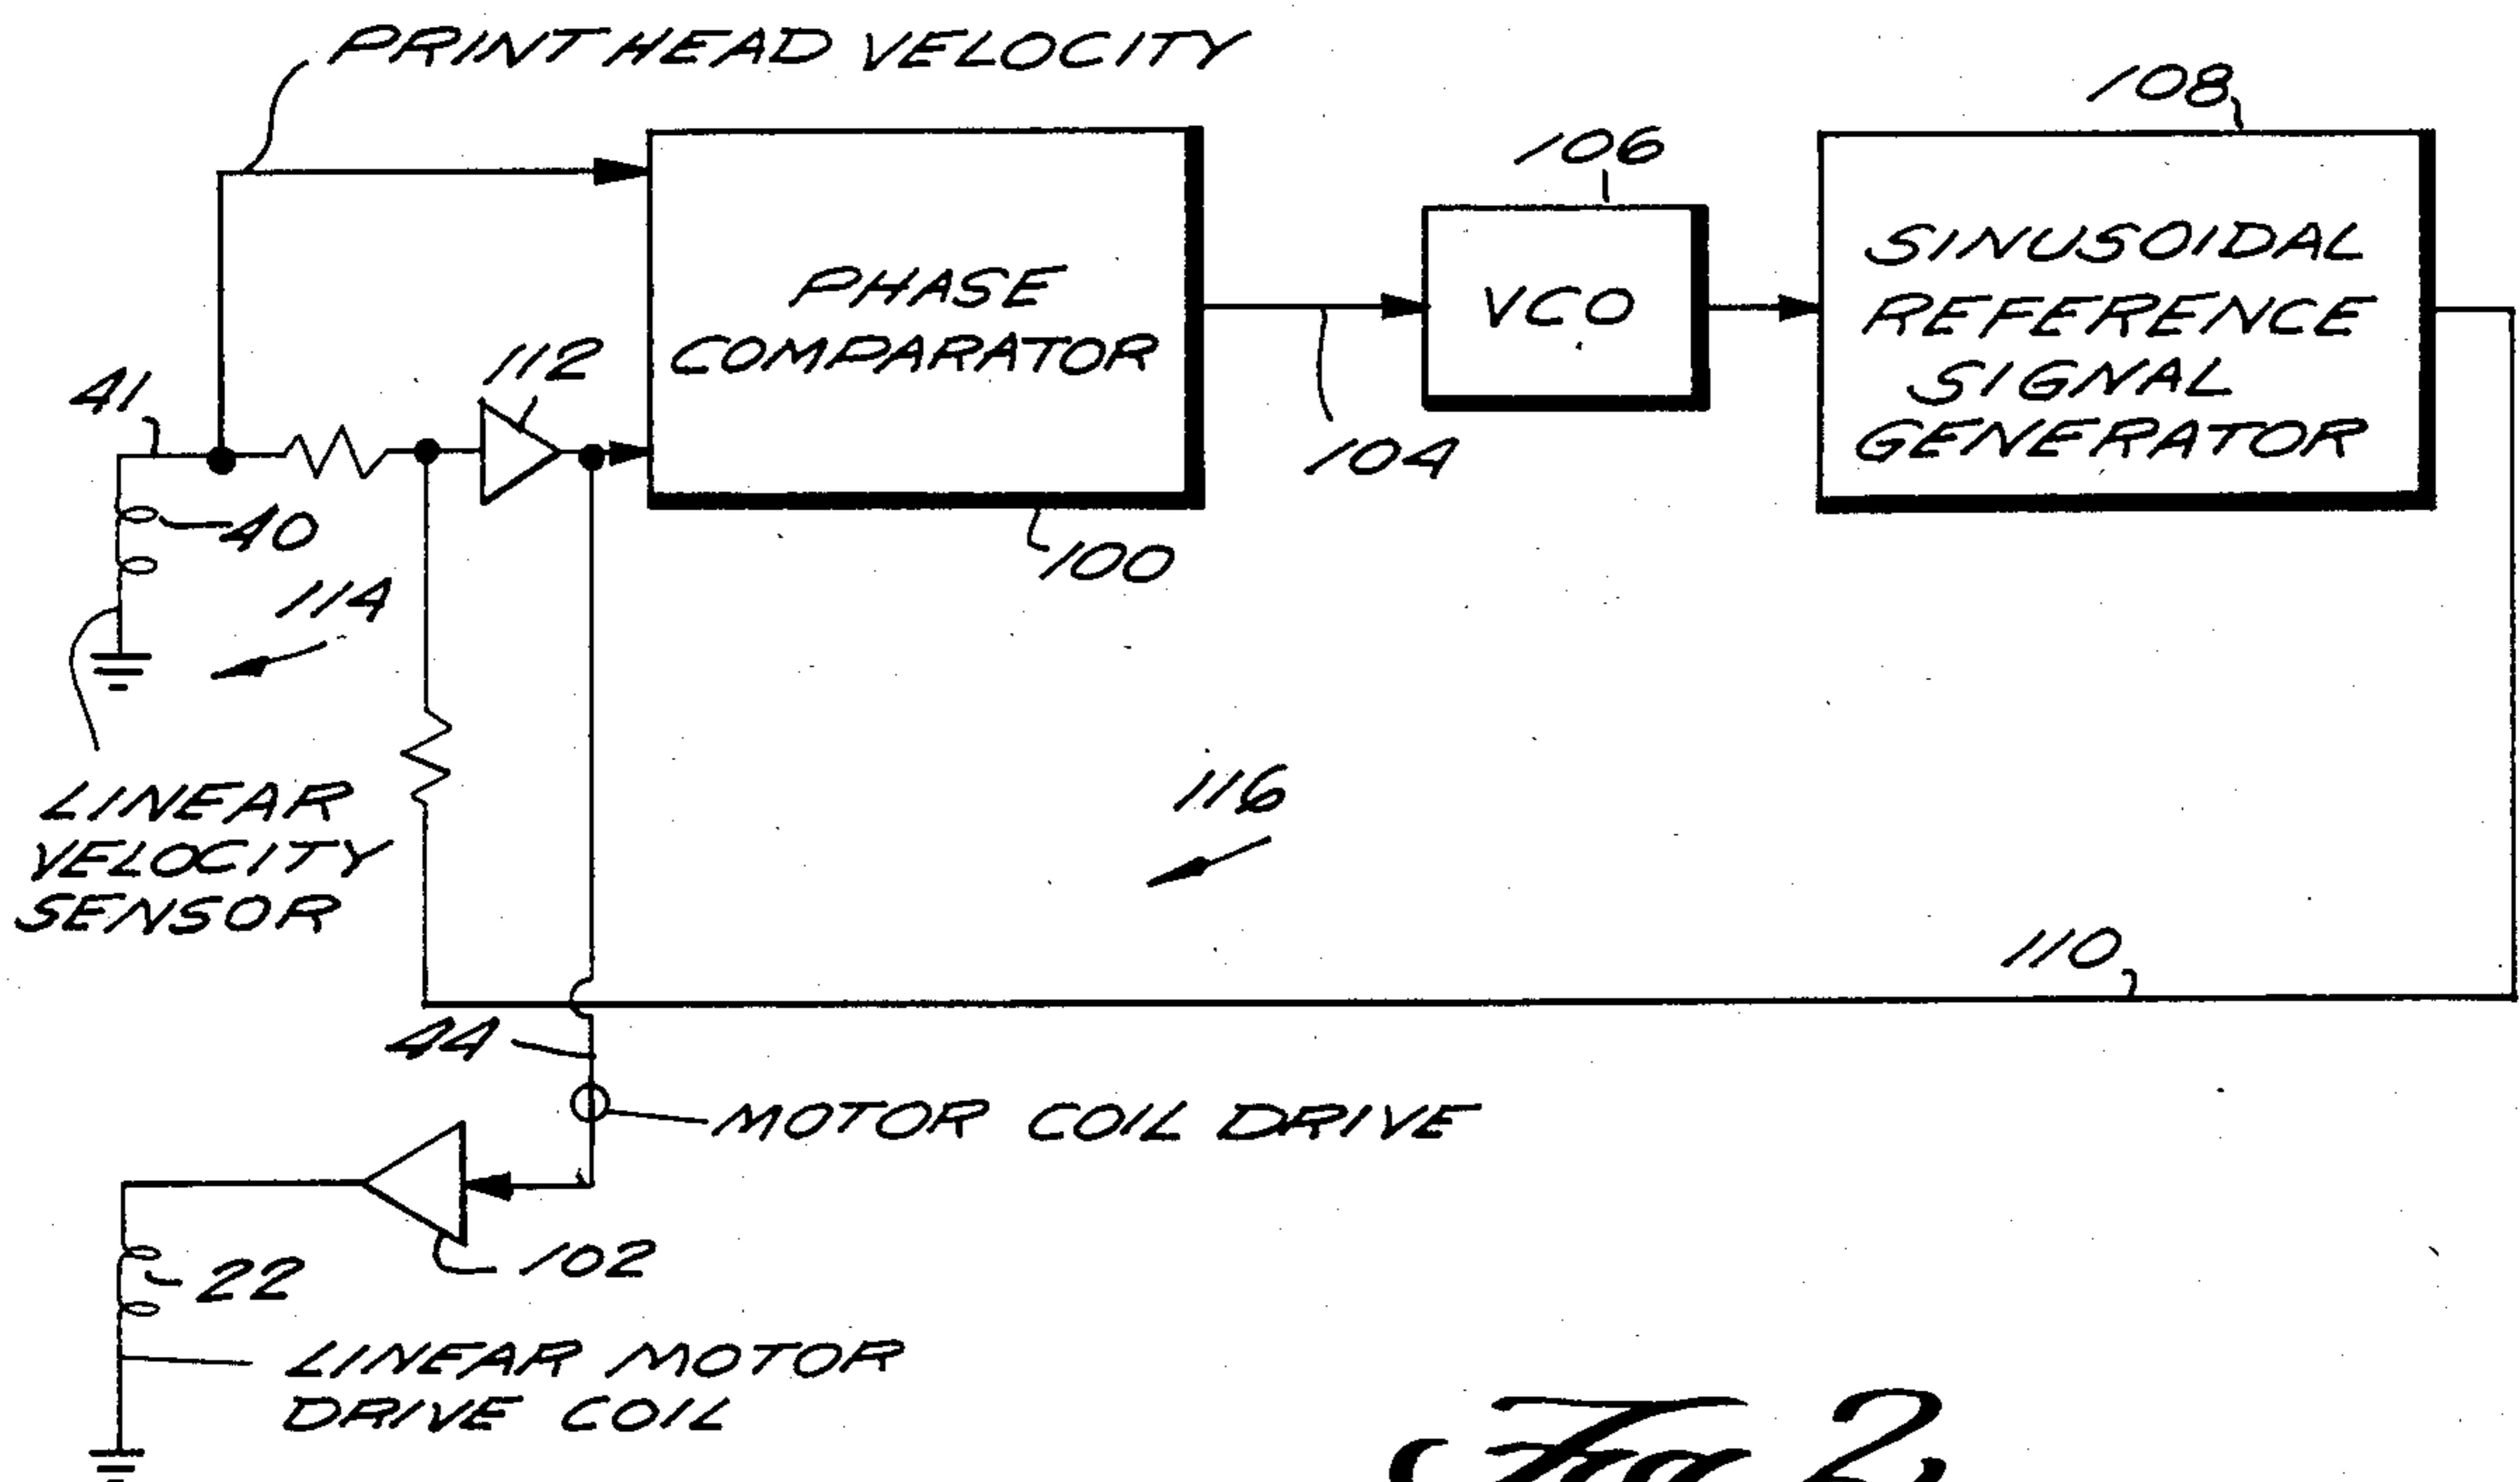 PRINT HEAD VELOCITY
108
106
PHASE
COMPARATOR
VCO
SINUSOIDAL
REFERENCE
SIGNAL
GENERATOR
112
41
104
40
100
114
LINEAR
VELOCITY
SENSOR
116
110
44
MOTOR COIL DRIVE
102
22
LINEAR MOTOR
DRIVE COIL
Fig 2